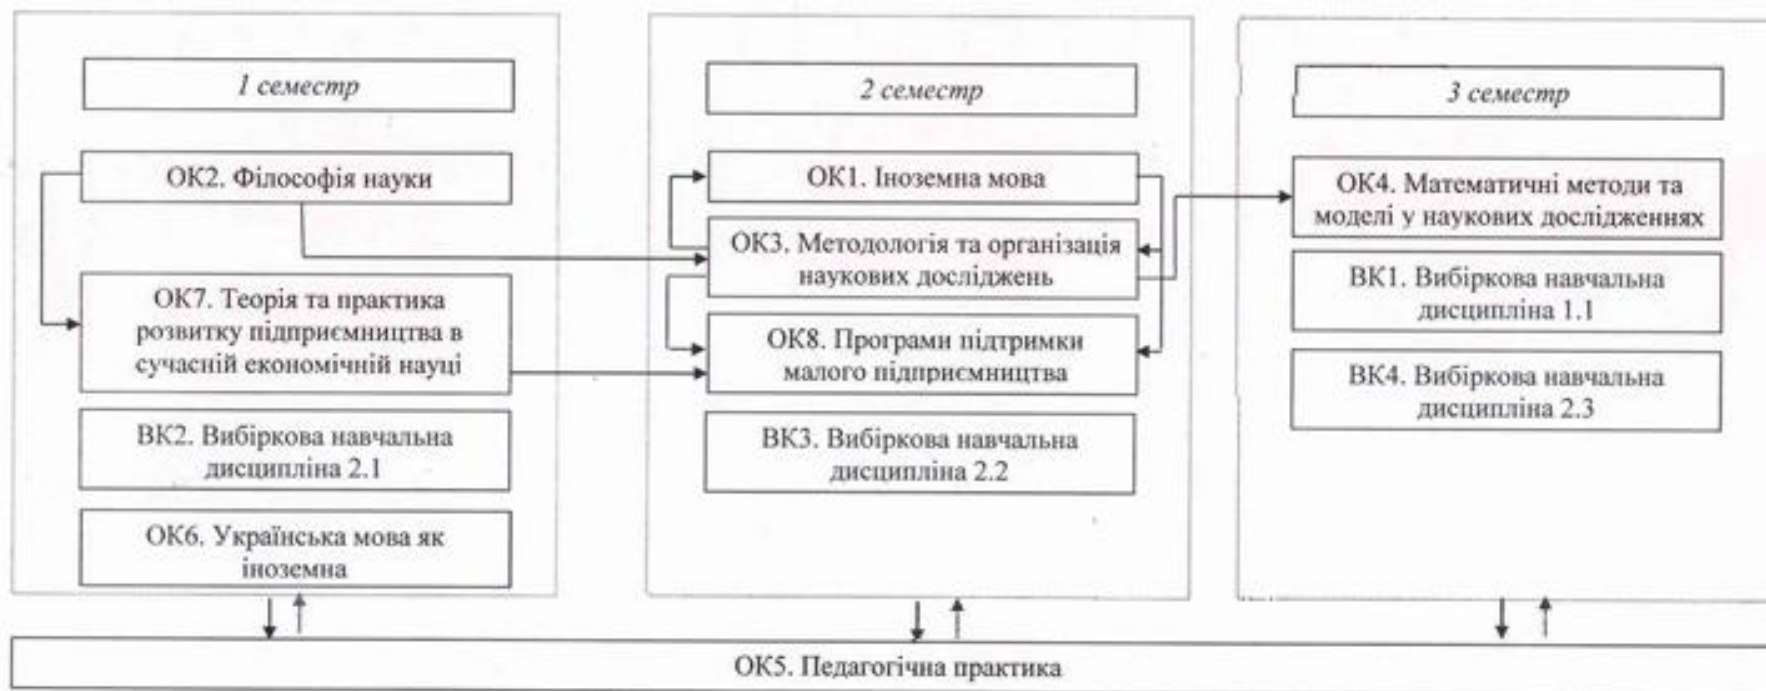 1 семестр
ОК2. Філософія науки
ОК7. Теорія та практика
розвитку підприємництва в
сучасній економічній науці
ВК2. Вибіркова навчальна
дисципліна 2.1
ОК6. Українська мова як
іноземна
2 семестр
ОК1. Іноземна мова
ОК3. Методологія та організація
наукових досліджень
ОК8. Програми підтримки
малого підприємництва
ВК3. Вибіркова навчальна
дисципліна 2.2
3 семестр
ОК4. Математичні методи та
моделі у наукових дослідженнях
ВК1. Вибіркова навчальна
дисципліна 1.1
ВК4. Вибіркова навчальна
дисципліна 2.3
ОК5. Педагогічна практика